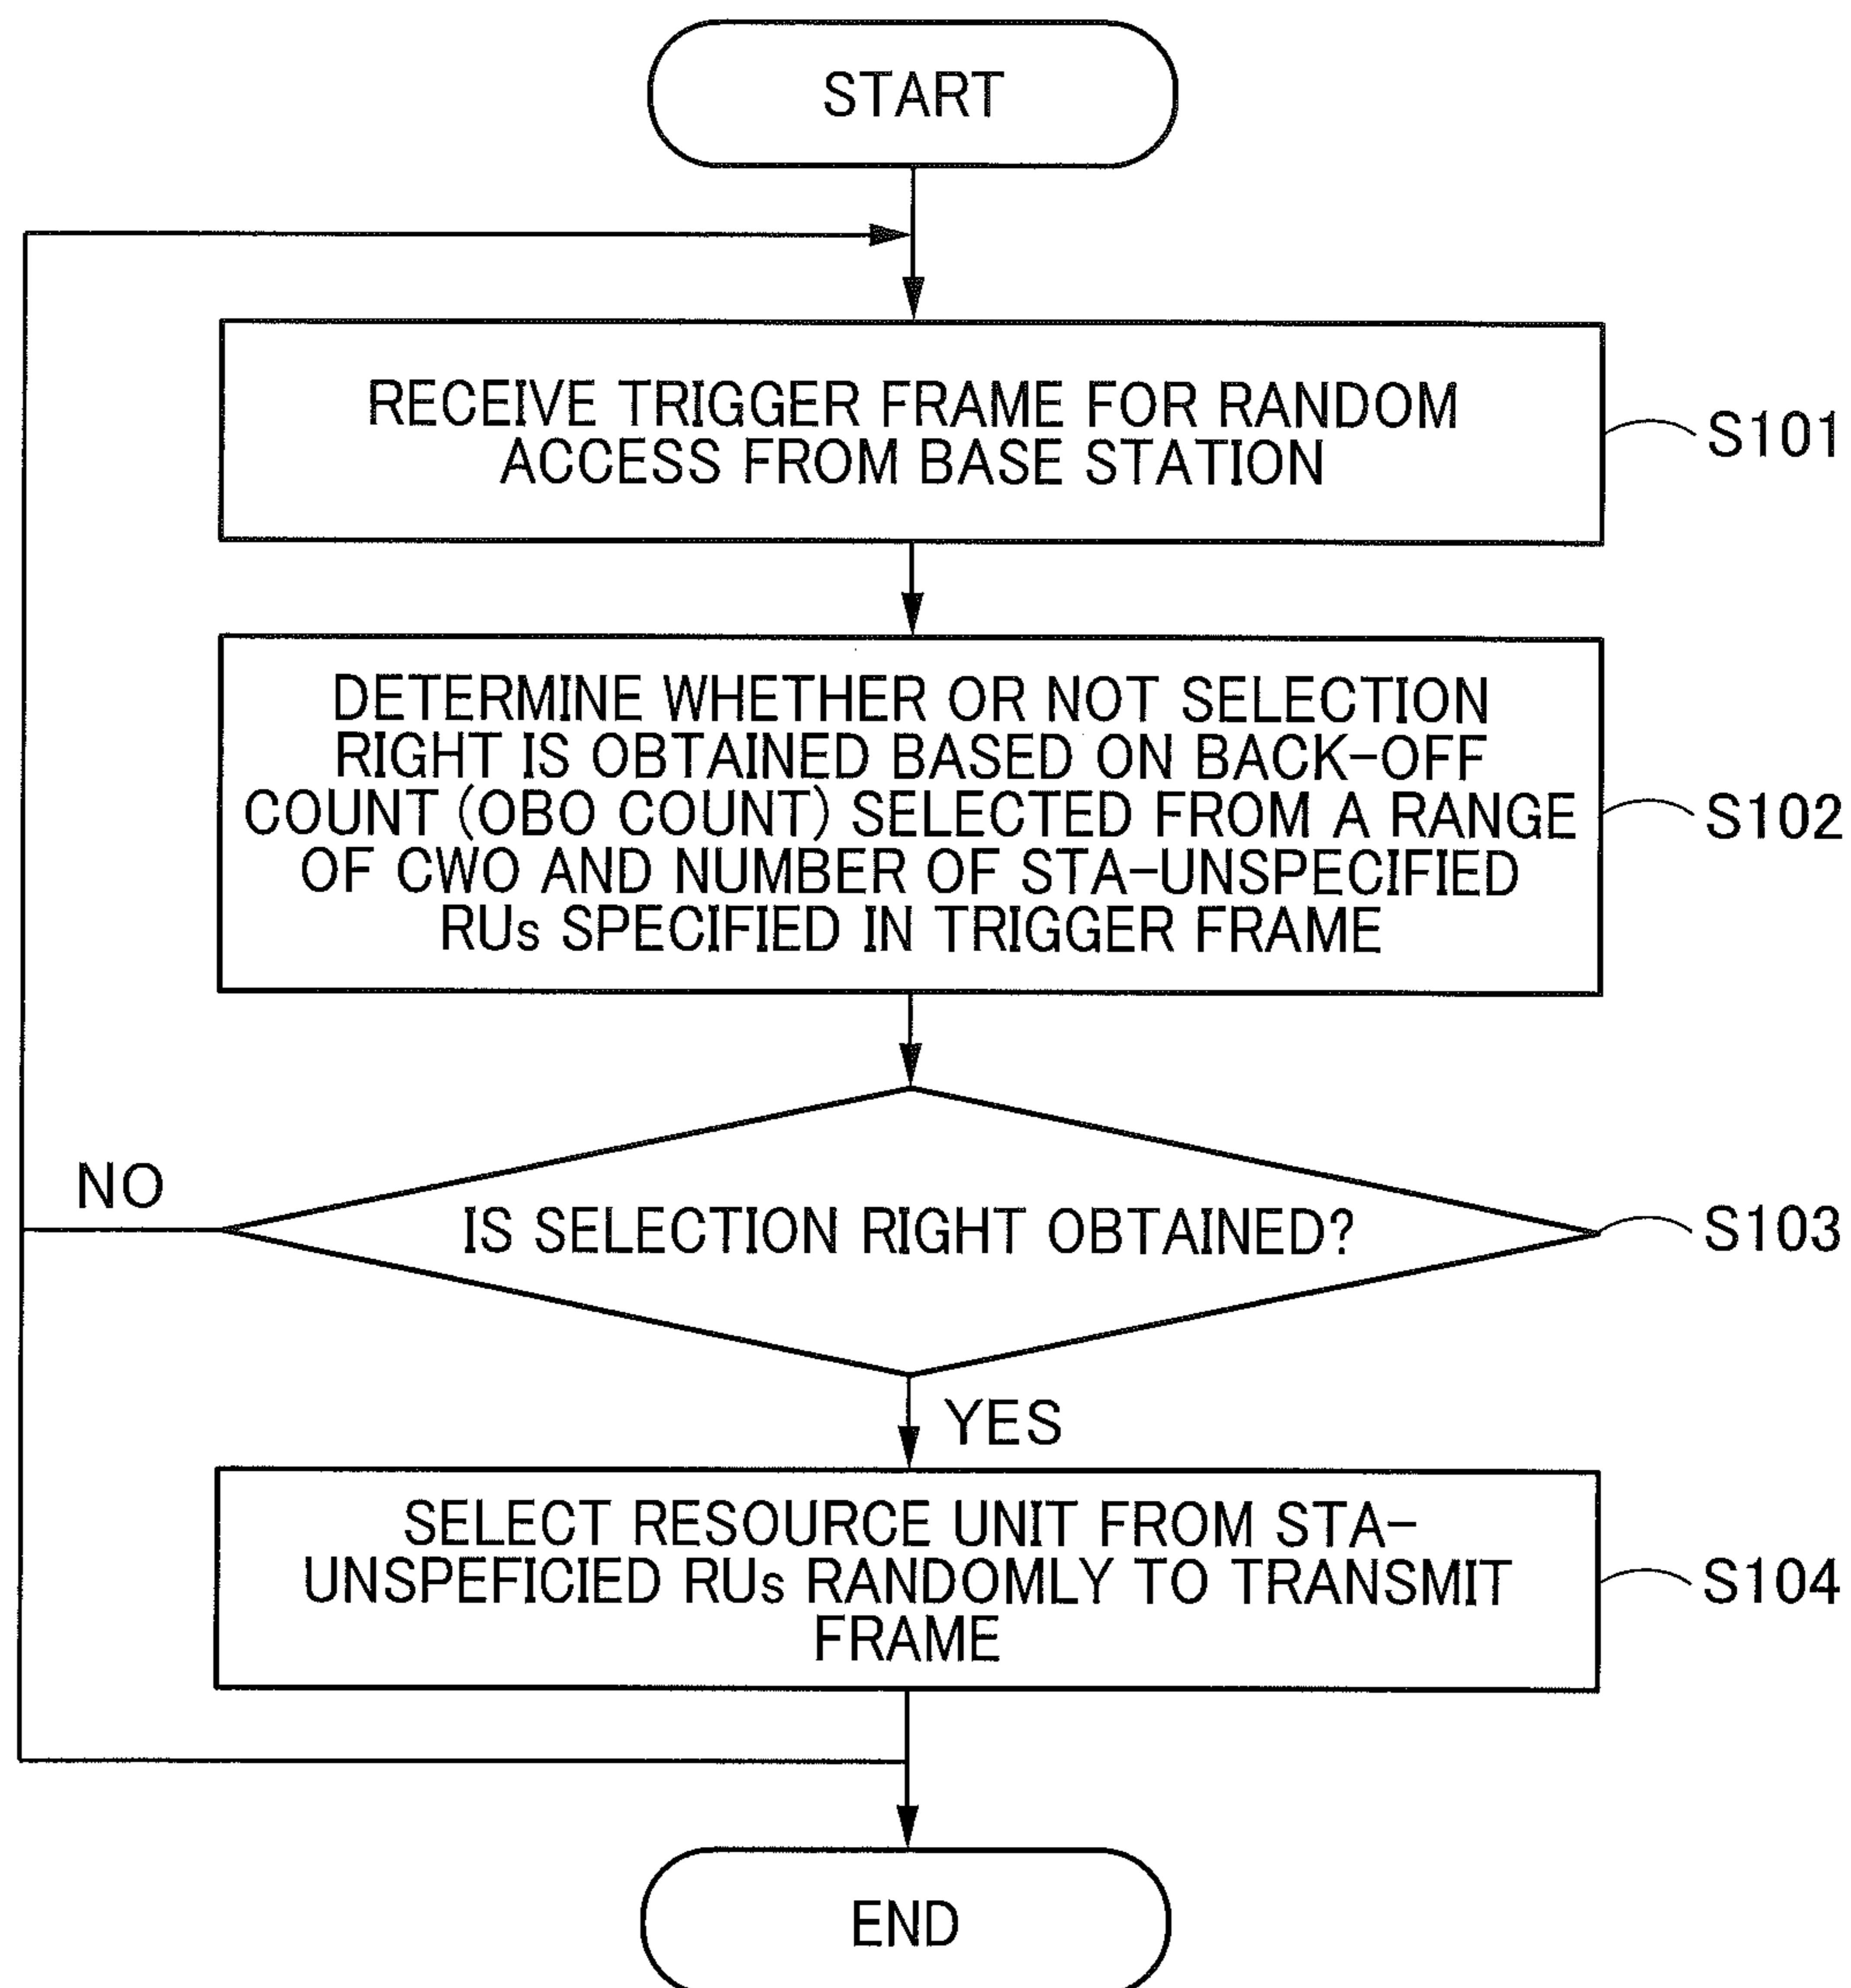 START
RECEIVE TRIGGER FRAME FOR RANDOM
ACCESS FROM BASE STATION
S101
DETERMINE WHETHER OR NOT SELECTION
RIGHT IS OBTAINED BASED ON BACK-OFF
COUNT (OBO COUNT) SELECTED FROM A RANGE
OF CWO AND NUMBER OF STA-UNSPECIFIED
RUs SPECIFIED IN TRIGGER FRAME
S102
NO
IS SELECTION RIGHT OBTAINED?
S103
YES
SELECT RESOURCE UNIT FROM STA-
UNSPEFICIED RUs RANDOMLY TO TRANSMIT
FRAME
S104
END